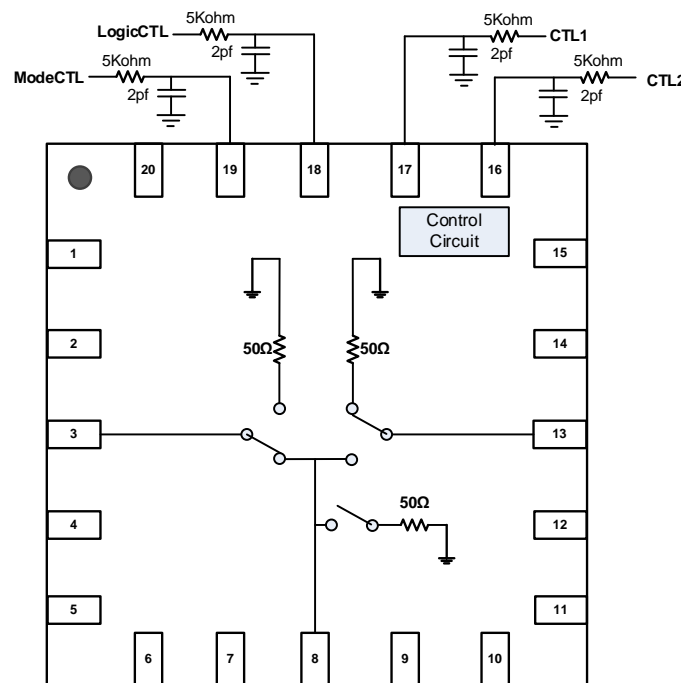 5Kohm
LogicCTL
2pf
5Kohm
CTL1
2pf
5Kohm
ModeCTL
2pf
5Kohm
CTL2
2pf
20
19
18
17
16
Control
Circuit
1
15
2
14
50Ω
50Ω
3
13
50Ω
4
12
5
11
6
7
8
9
10